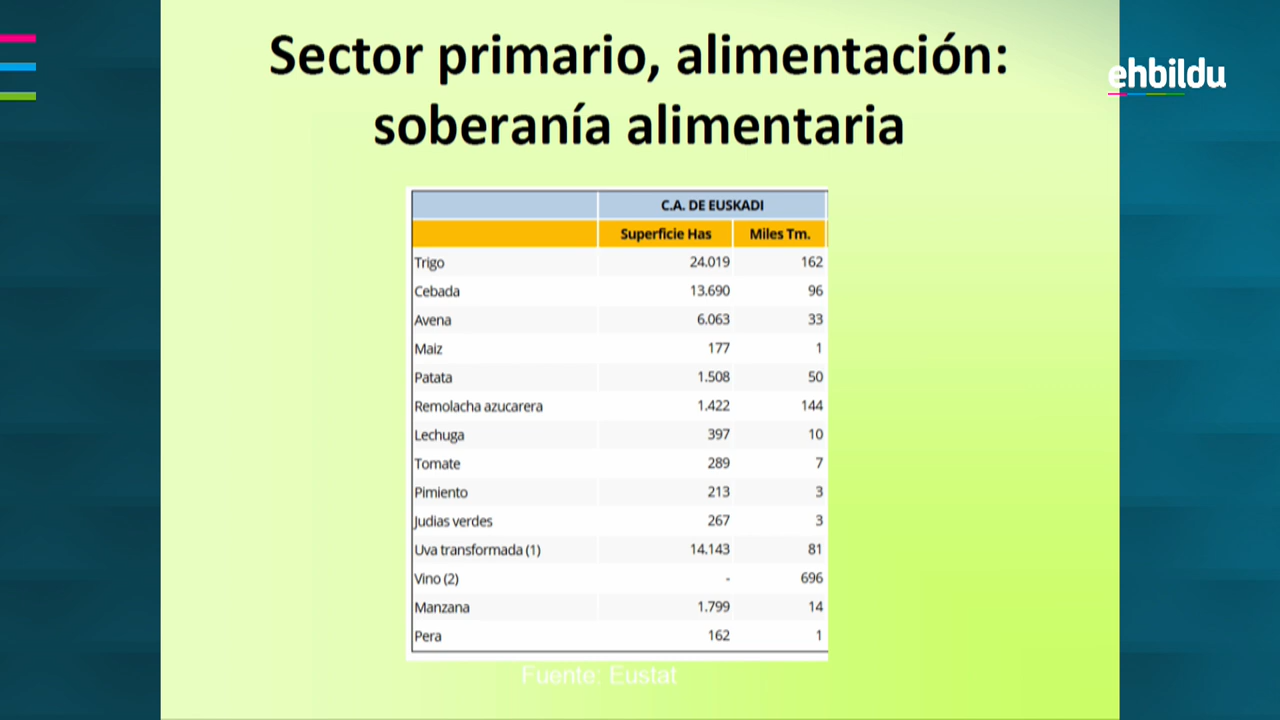 Sector primario, alimentación:
soberanía alimentaria
ehbildu
C.A. DE EUSKADI
Superficie Has Miles Tm.
Trigo 24.019 162
Cebada 13.690 96
Avena 6.063 33
Maiz 177 1
Patata 1.508 50
Remolacha azucarera 1.422 144
Lechuga 397 10
Tomate 289 7
Pimiento 213 3
Judias verdes 267 3
Uva transformada (1) 14.143 81
Vino (2) - 696
Manzana 1.799 14
Pera 162 1
Fuente: Eustat